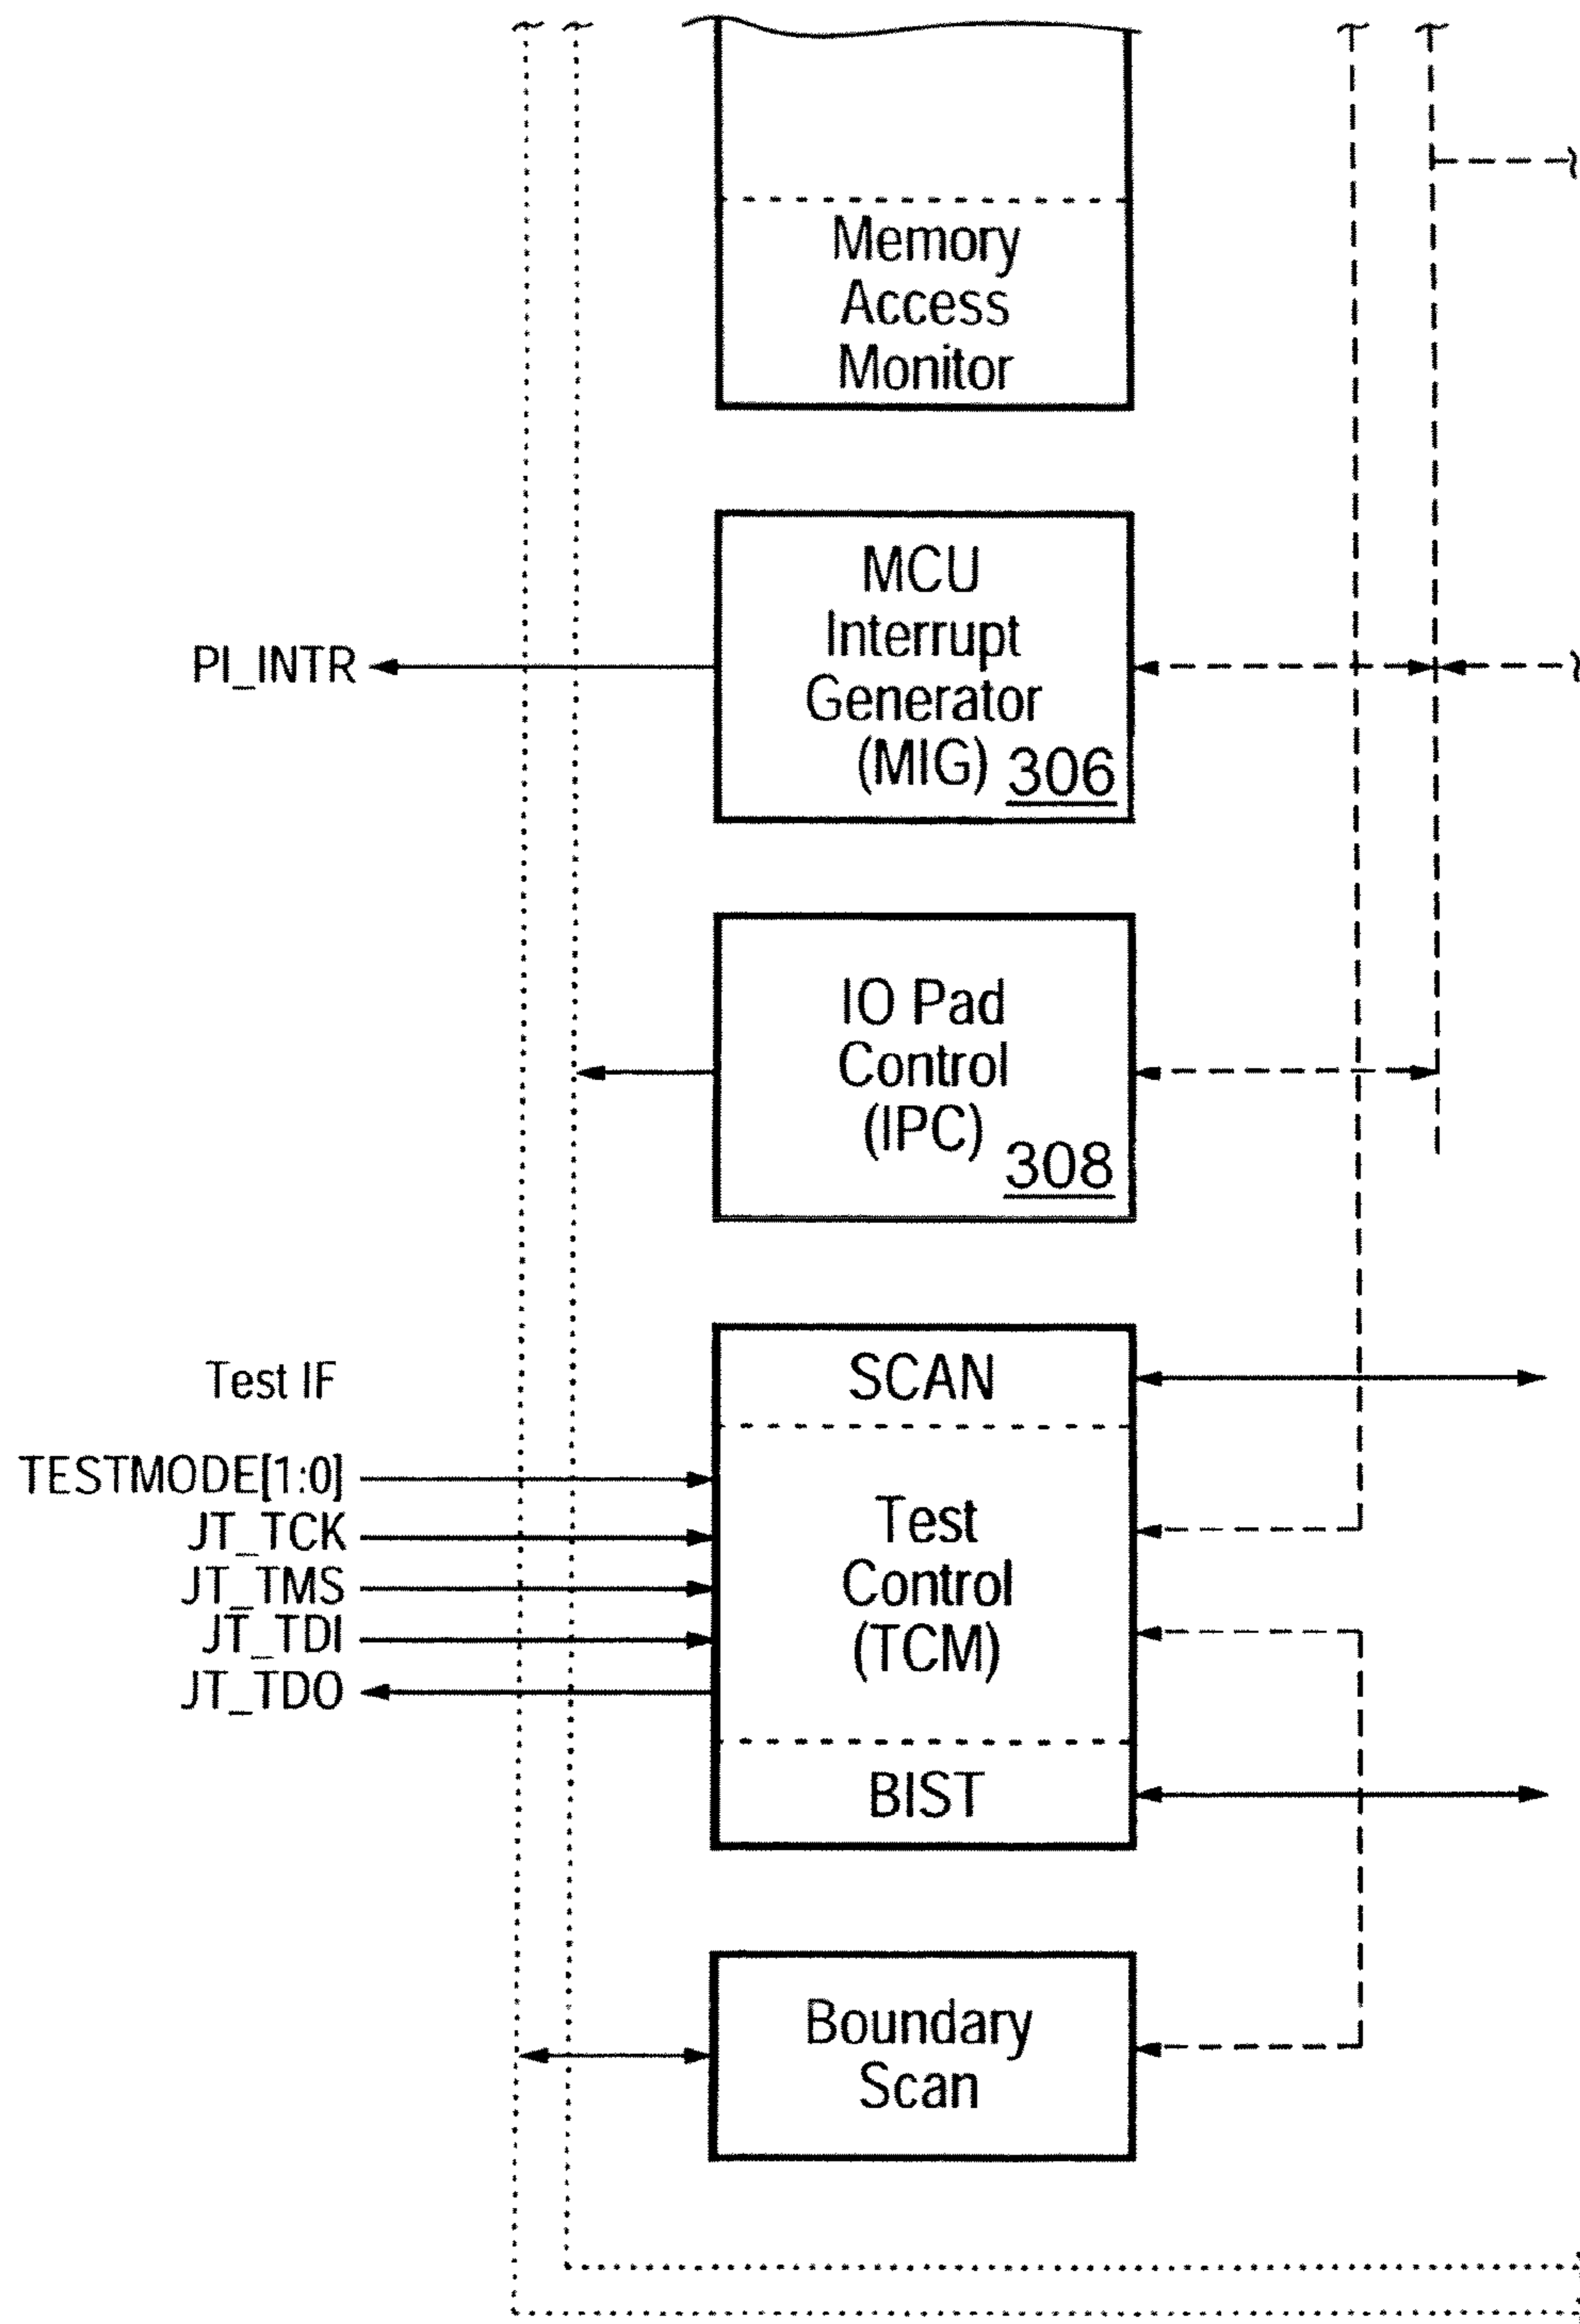 Memory
Access
Monitor
MCU
Interrupt
Generator
(MIG) 306
PI_INTR
IO Pad
Control
(IPC)
308
Test IF
TESTMODE[1:0]
JT_TCK
JT_TMS
JT_TDI
JT_TDO
SCAN
Test
Control
(TCM)
BIST
Boundary
Scan